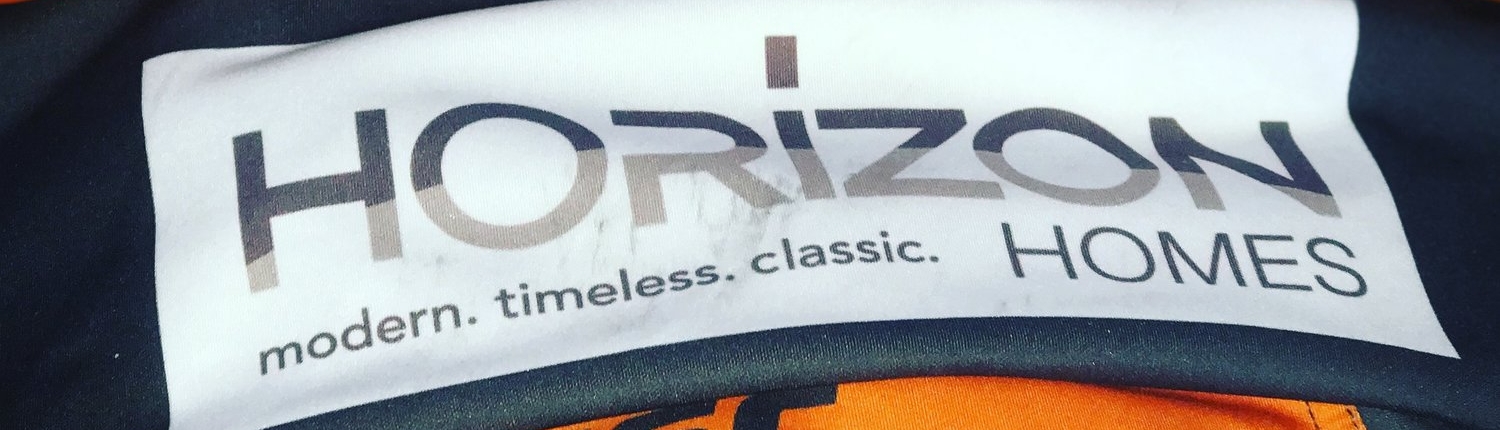 HORiZON
HOMES
modern. timeless. classic.